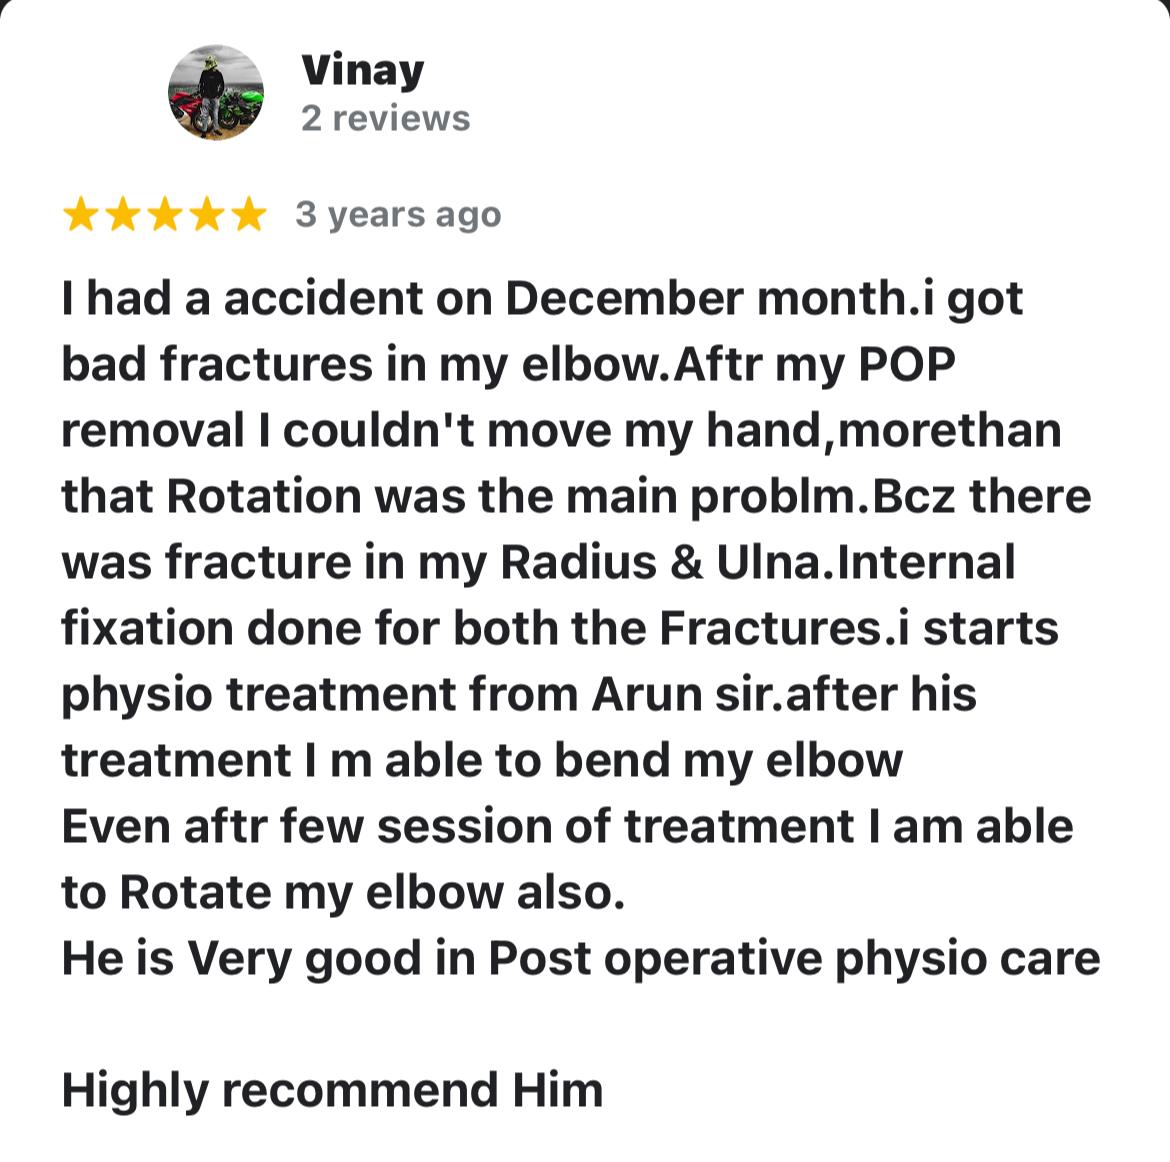 Vinay
2 reviews
3 years ago
I had a accident on December month.i got
bad fractures in my elbow.Aftr my POP
removal I couldn't move my hand,morethan
that Rotation was the main problm.Bcz there
was fracture in my Radius & Ulna.Internal
fixation done for both the Fractures.i starts
physio treatment from Arun sir.after his
treatment I m able to bend my elbow
Even aftr few session of treatment I am able
to Rotate my elbow also.
He is Very good in Post operative physio care
Highly recommend Him